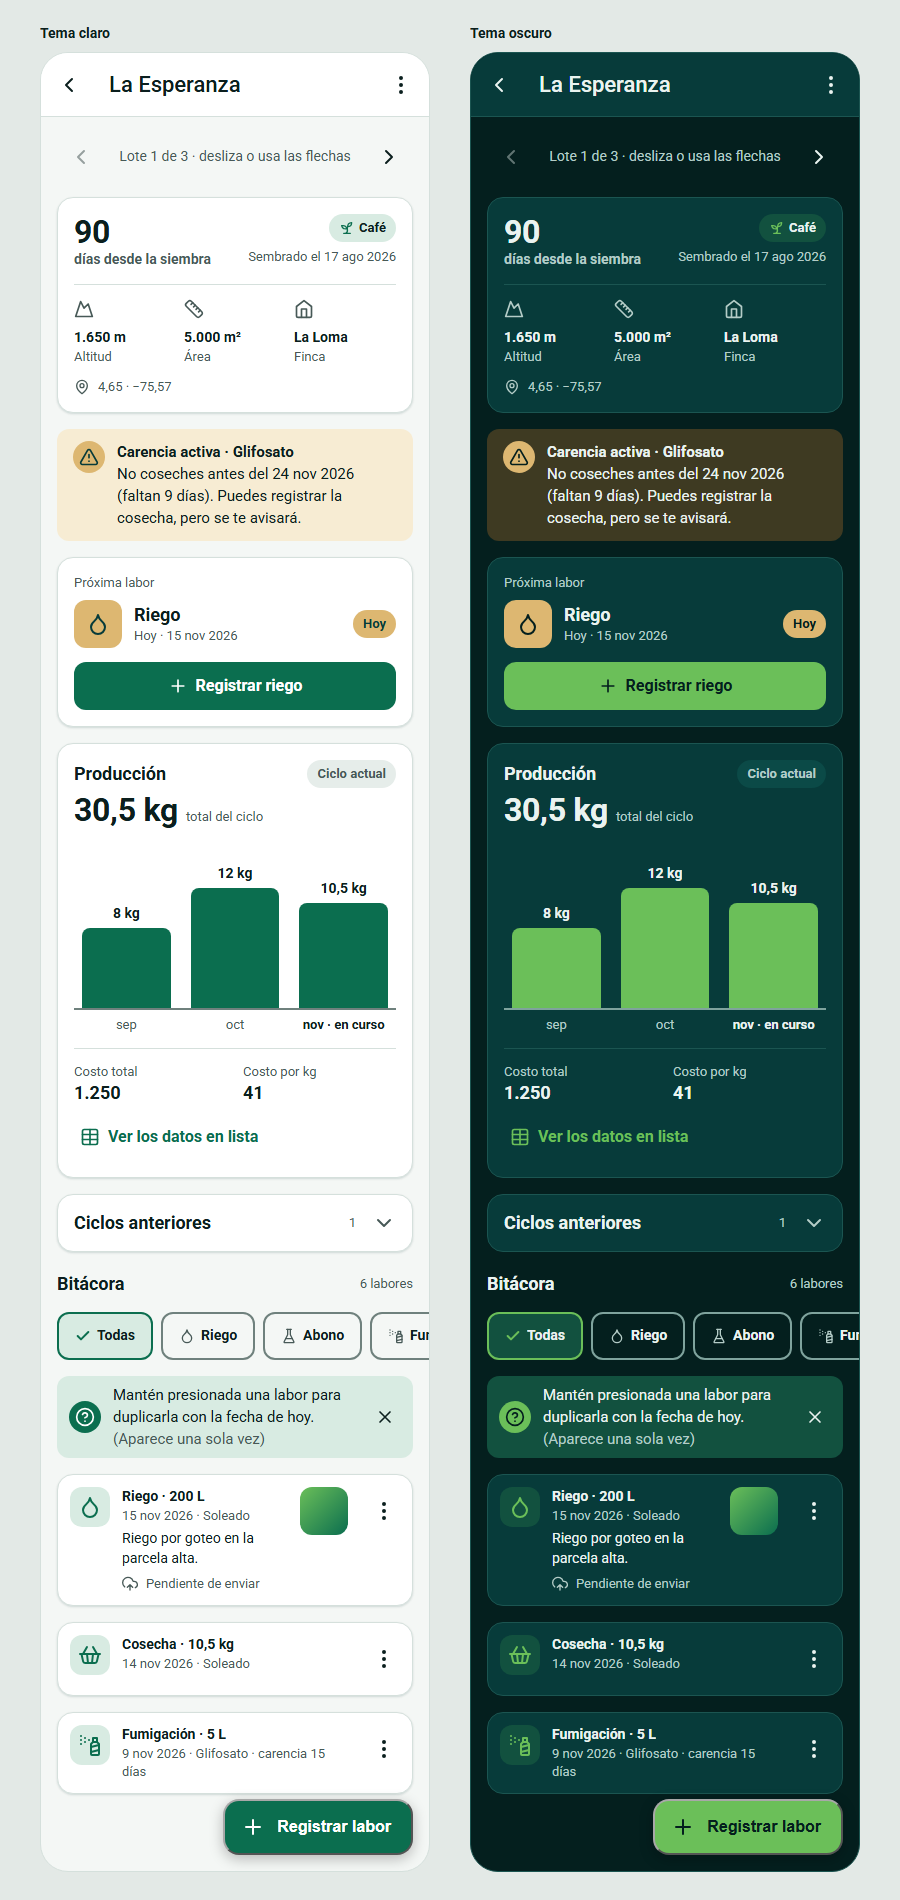 Tema claro
La Esperanza
Lote 1 de 3 · desliza o usa las flechas
90
Café
días desde la siembra
Sembrado el 17 ago 2026
1.650 m
5.000 m²
La Loma
Altitud
Área
Finca
4,65 · −75,57
Carencia activa · Glifosato
No coseches antes del 24 nov 2026
(faltan 9 días). Puedes registrar la
cosecha, pero se te avisará.
Próxima labor
Riego
Hoy · 15 nov 2026
Hoy
Registrar riego
Producción
Ciclo actual
30,5 kg total del ciclo
12 kg
10,5 kg
8 kg
sep
oct
nov · en curso
Costo total
Costo por kg
1.250
41
Ver los datos en lista
Ciclos anteriores
1
Bitácora
6 labores
Todas
Riego
Abono
Fur
Mantén presionada una labor para
duplicarla con la fecha de hoy.
(Aparece una sola vez)
Riego · 200 L
15 nov 2026 · Soleado
Riego por goteo en la
parcela alta.
Pendiente de enviar
Cosecha · 10,5 kg
14 nov 2026 · Soleado
Fumigación · 5 L
9 nov 2026 · Glifosato · carencia 15
días
Registrar labor
Tema oscuro
La Esperanza
Lote 1 de 3 · desliza o usa las flechas
90
Café
días desde la siembra
Sembrado el 17 ago 2026
1.650 m
5.000 m²
La Loma
Altitud
Área
Finca
4,65 · −75,57
Carencia activa · Glifosato
No coseches antes del 24 nov 2026
(faltan 9 días). Puedes registrar la
cosecha, pero se te avisará.
Próxima labor
Riego
Hoy · 15 nov 2026
Hoy
Registrar riego
Producción
Ciclo actual
30,5 kg total del ciclo
12 kg
10,5 kg
8 kg
sep
oct
nov · en curso
Costo total
Costo por kg
1.250
41
Ver los datos en lista
Ciclos anteriores
1
Bitácora
6 labores
Todas
Riego
Abono
Fur
Mantén presionada una labor para
duplicarla con la fecha de hoy.
(Aparece una sola vez)
Riego · 200 L
15 nov 2026 · Soleado
Riego por goteo en la
parcela alta.
Pendiente de enviar
Cosecha · 10,5 kg
14 nov 2026 · Soleado
Fumigación · 5 L
9 nov 2026 · Glifosato · carencia 15
días
Registrar labor